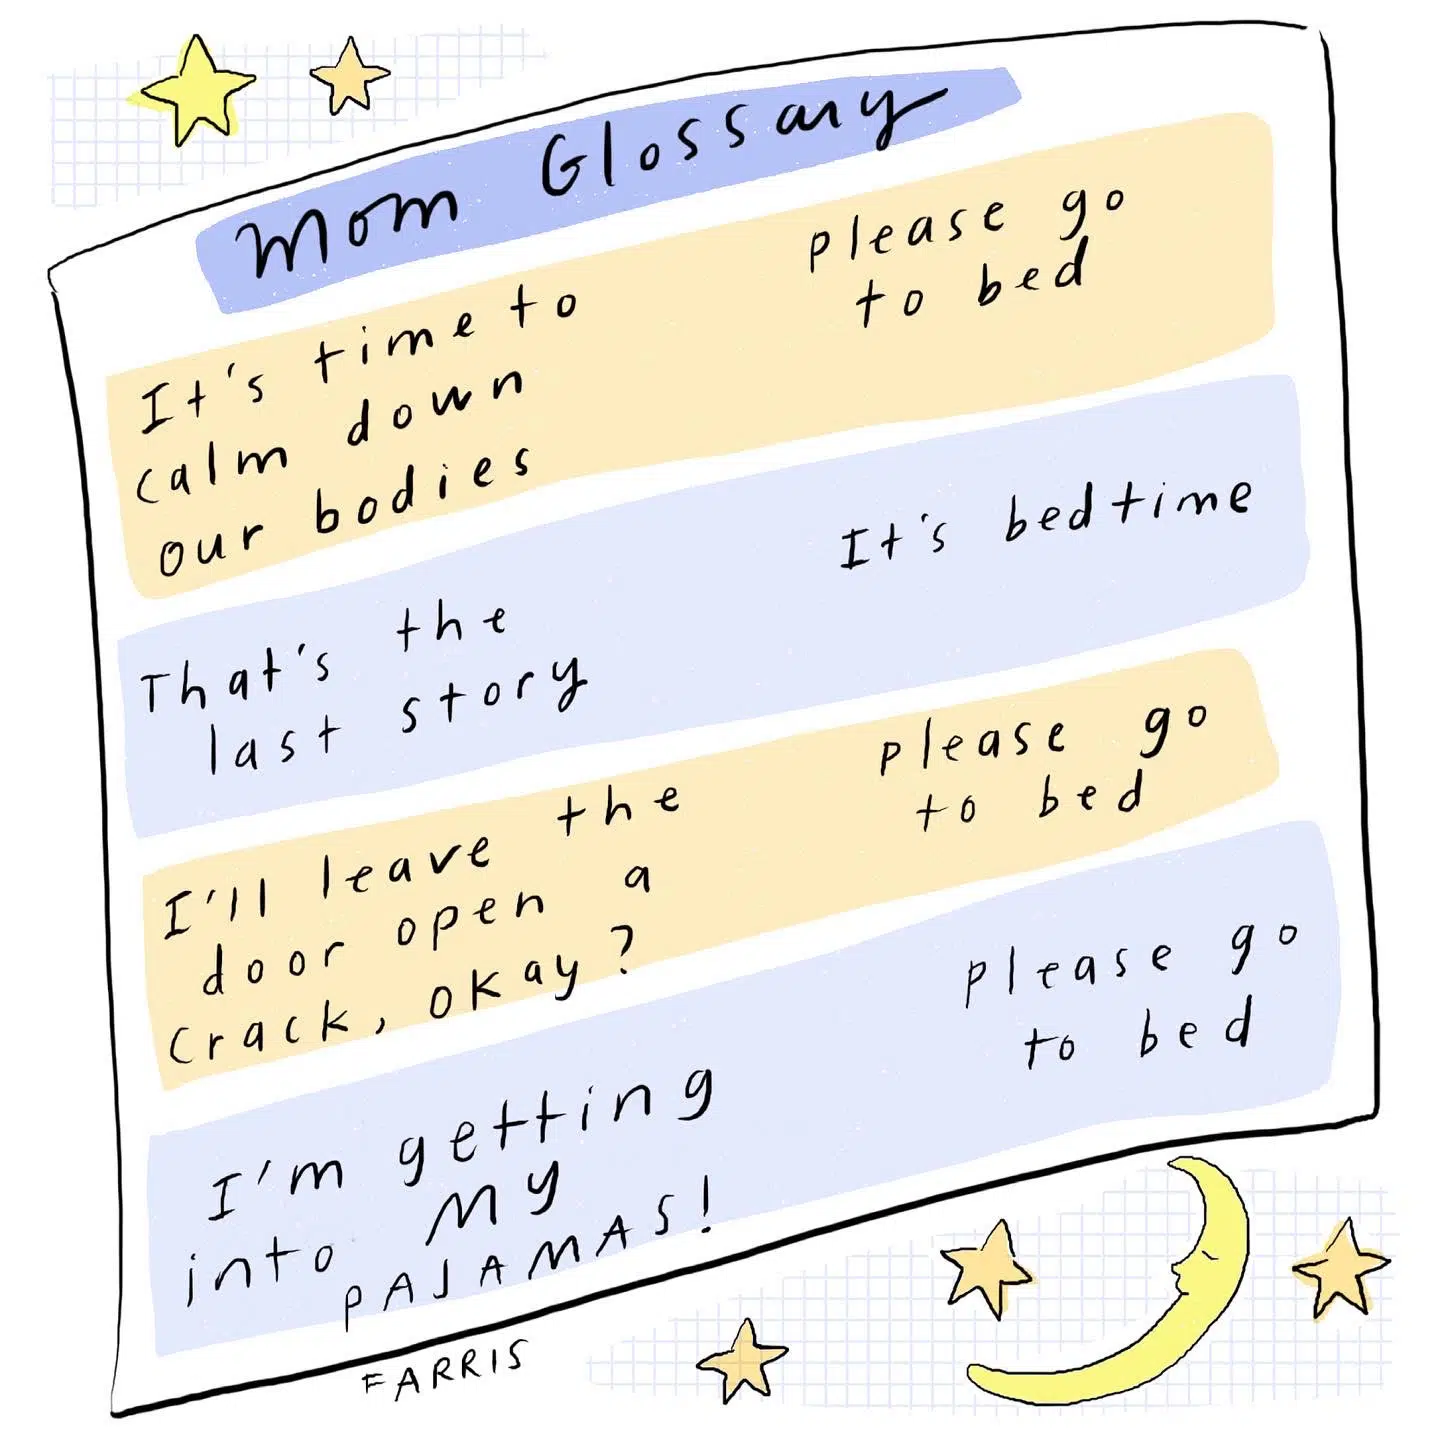 Mom Glossary
It's time to
calm down
our bodies
please go
to bed
That's the
last story
It's bedtime
I'll leave the
door open a
crack, okay?
please go
to bed
I'm getting
into MY
PAJAMAS!
please go
to bed
FARRIS